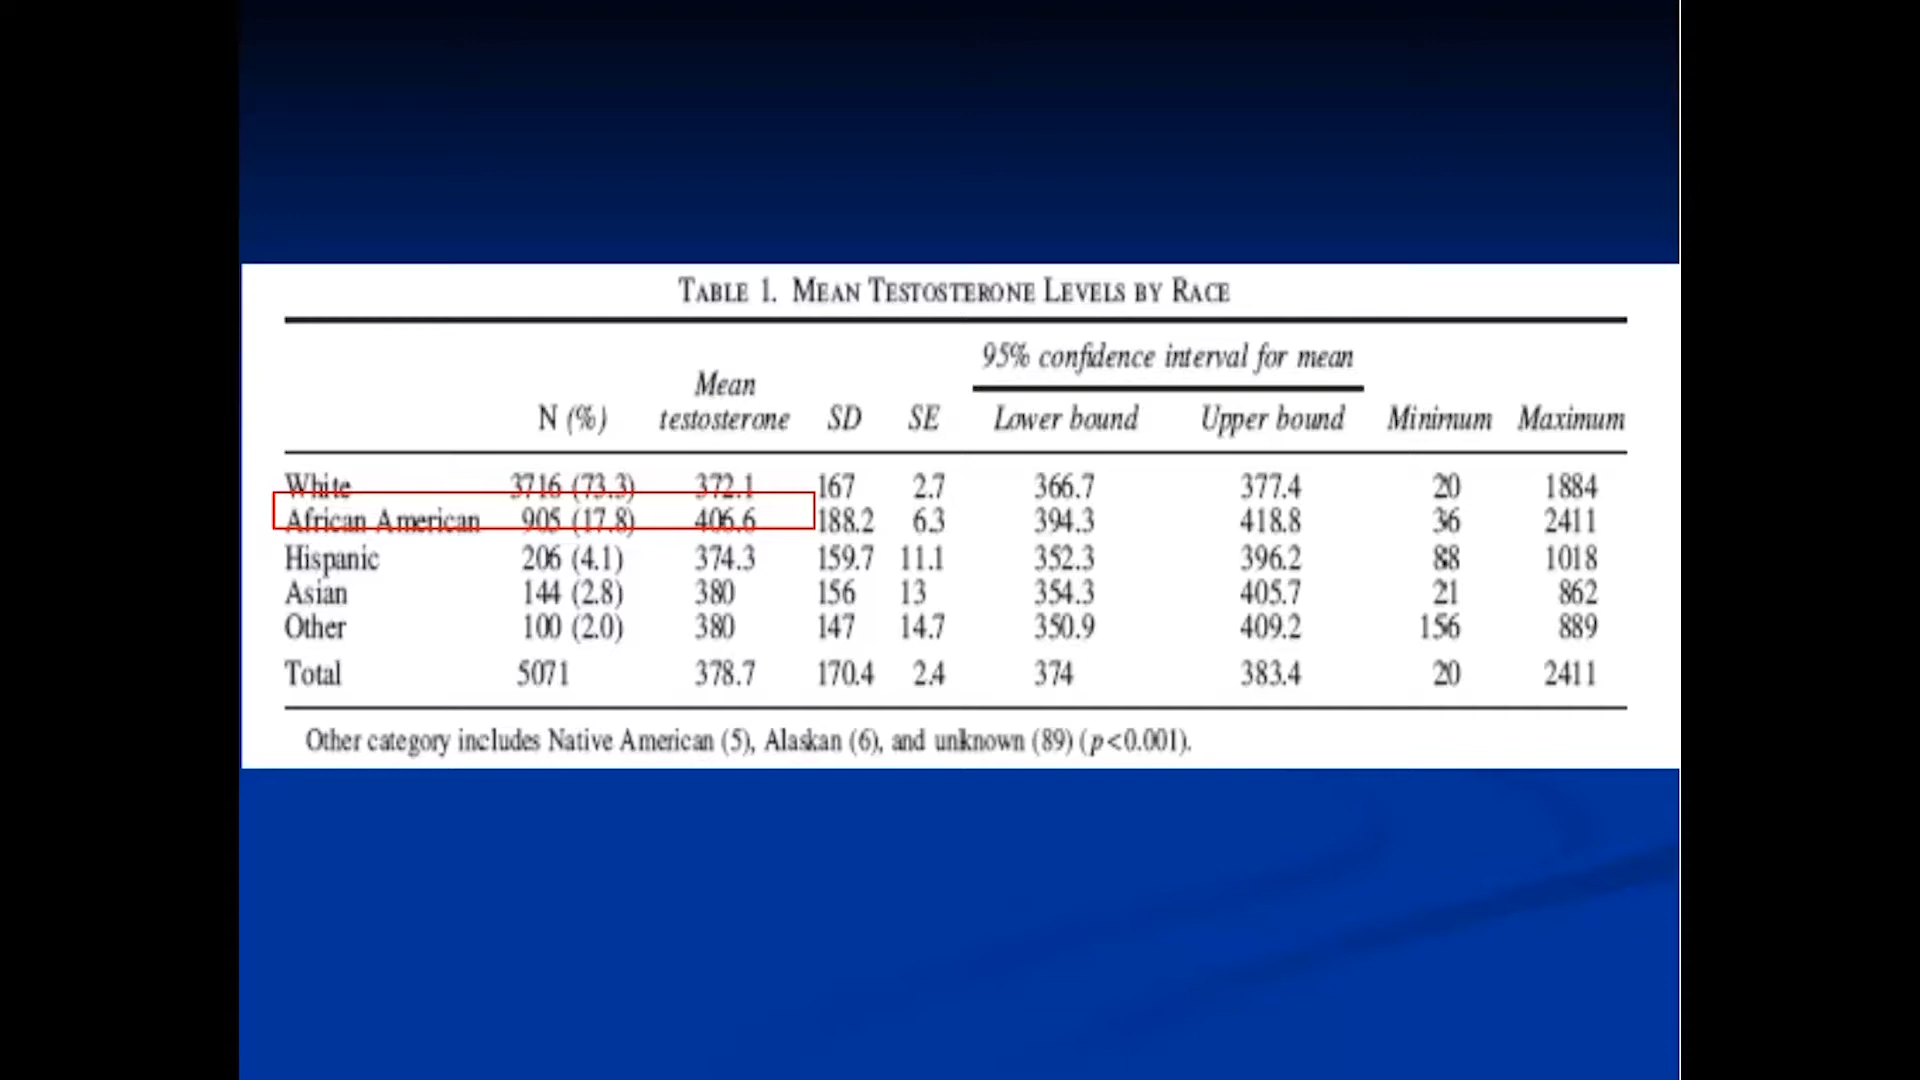 TABLE 1. MEAN TESTOSTERONE LEVELS BY RACE
95% confidence interval for mean
Mean
N (%) testosterone SD SE Lower bound Upper bound Minimum Maximum
White 3716 (73.3) 372.1 167 2.7 366.7 377.4 20 1884
African American 905 (17.8) 406.6 188.2 6.3 394.3 418.8 36 2411
Hispanic 206 (4.1) 374.3 159.7 11.1 352.3 396.2 88 1018
Asian 144 (2.8) 380 156 13 354.3 405.7 21 862
Other 100 (2.0) 380 147 14.7 350.9 409.2 156 889
Total 5071 378.7 170.4 2.4 374 383.4 20 2411
Other category includes Native American (5), Alaskan (6), and unknown (89) (p<0.001).